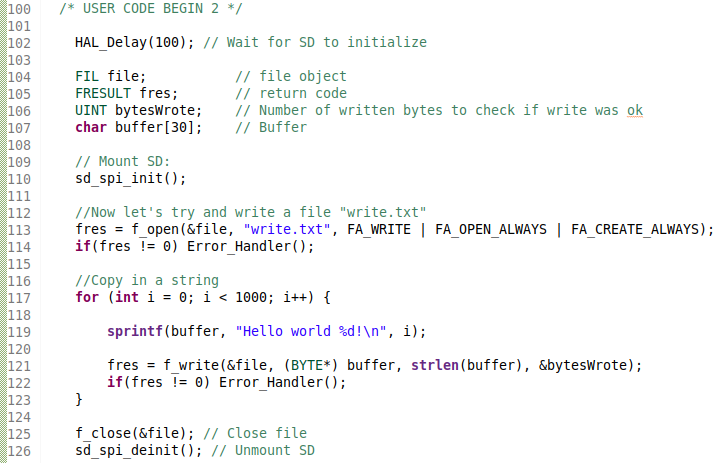 100 /* USER CODE BEGIN 2 */
101
102 HAL_Delay(100); // Wait for SD to initialize
103
104 FIL file; // file object
105 FRESULT fres; // return code
106 UINT bytesWrote; // Number of written bytes to check if write was ok
107 char buffer[30]; // Buffer
108
109 // Mount SD:
110 sd_spi_init();
111
112 //Now let's try and write a file "write.txt"
113 fres = f_open(&file, "write.txt", FA_WRITE | FA_OPEN_ALWAYS | FA_CREATE_ALWAYS);
114 if(fres != 0) Error_Handler();
115
116 //Copy in a string
117 for (int i = 0; i < 1000; i++) {
118
119 sprintf(buffer, "Hello world %d!\n", i);
120
121 fres = f_write(&file, (BYTE*) buffer, strlen(buffer), &bytesWrote);
122 if(fres != 0) Error_Handler();
123 }
124
125 f_close(&file); // Close file
126 sd_spi_deinit(); // Unmount SD